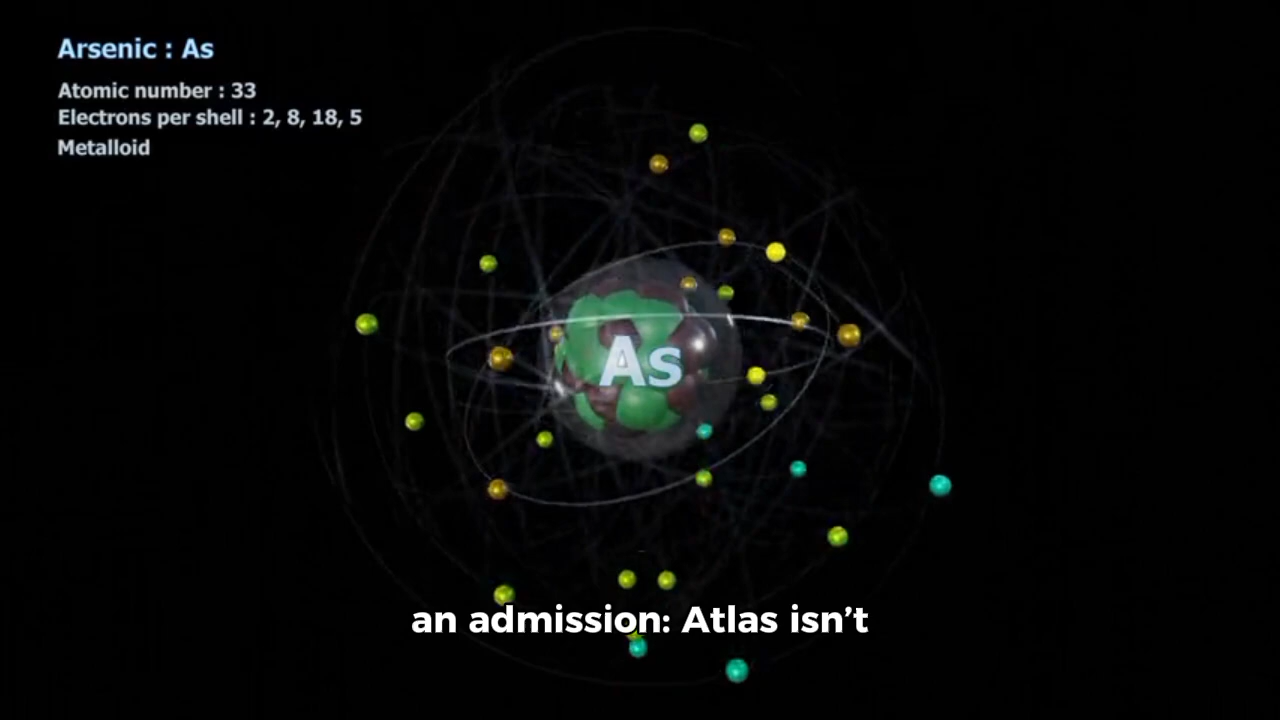 Arsenic : As
Atomic number : 33
Electrons per shell : 2, 8, 18, 5
Metalloid
As
an admission: Atlas isn’t